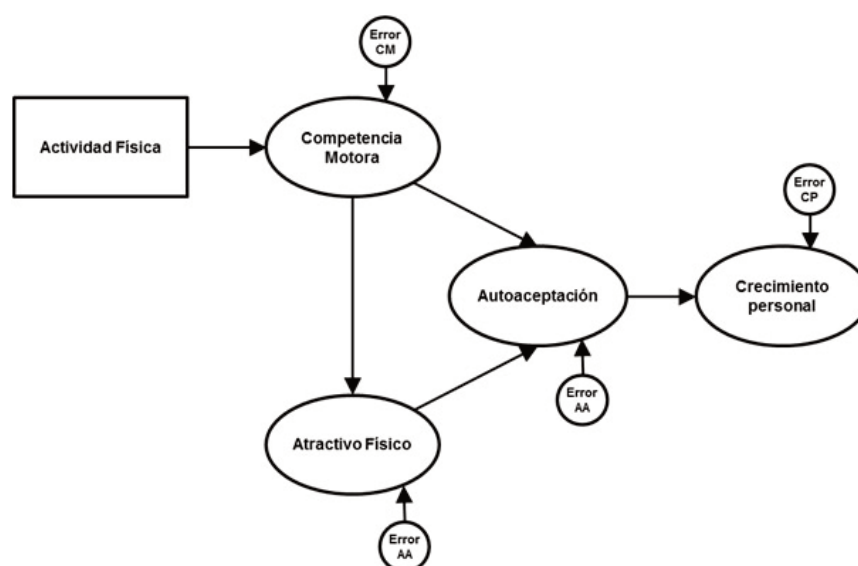 Error
CM
Actividad Física
Competencia
Motora
Error
CP
Autoaceptación
Crecimiento
personal
Error
AA
Atractivo Físico
Error
AA